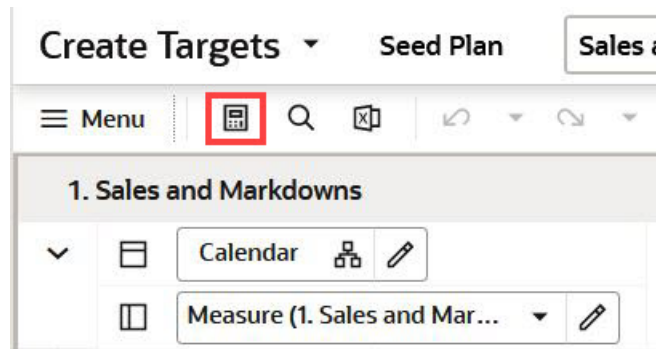 Create Targets Seed Plan Sales a
Menu
1. Sales and Markdowns
Calendar
Measure (1. Sales and Mar...